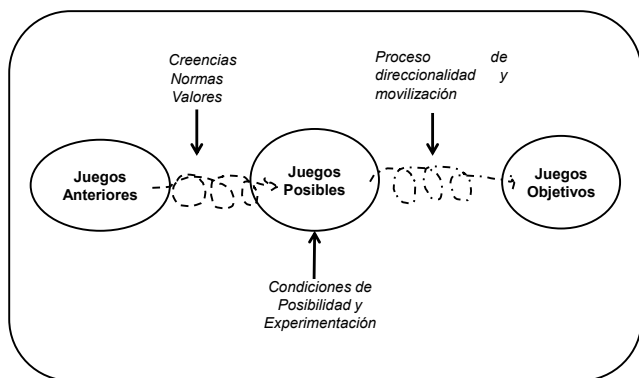 Creencias
Normas
Valores
Proceso de
direccionalidad y
movilización
Juegos
Anteriores
Juegos
Posibles
Juegos
Objetivos
Condiciones de
Posibilidad y
Experimentación